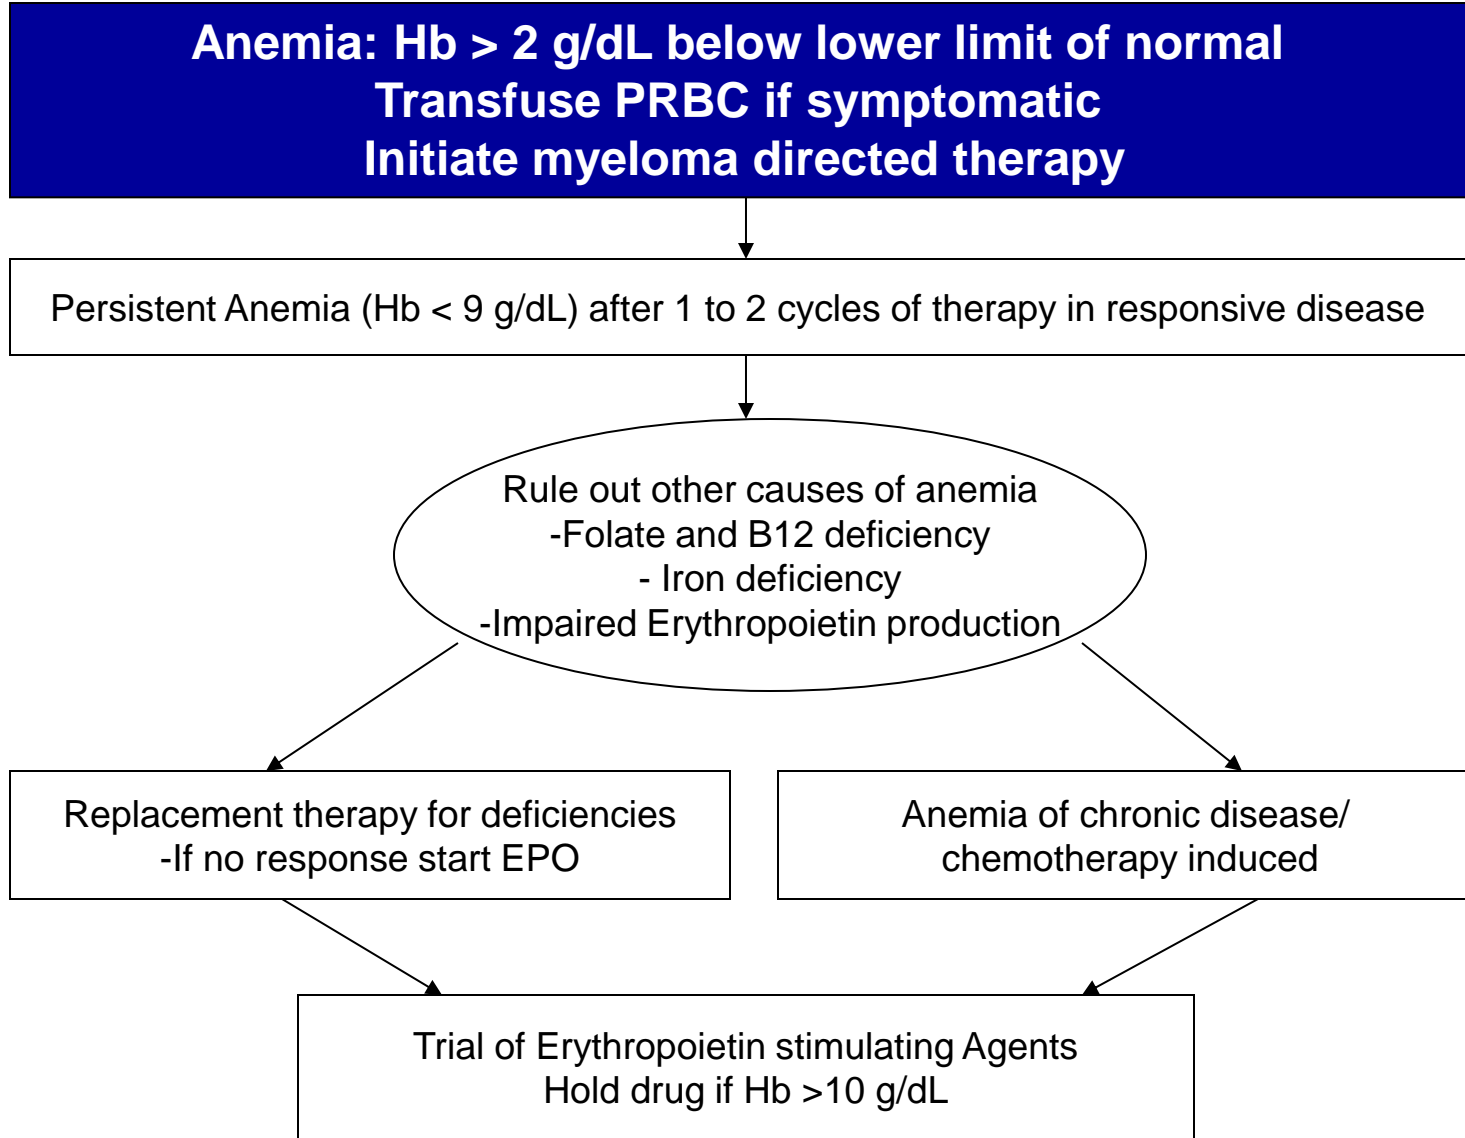 Anemia: Hb > 2 g/dL below lower limit of normal
Transfuse PRBC if symptomatic
Initiate myeloma directed therapy
Persistent Anemia (Hb < 9 g/dL) after 1 to 2 cycles of therapy in responsive disease
Rule out other causes of anemia
-Folate and B12 deficiency
- Iron deficiency
-Impaired Erythropoietin production
Replacement therapy for deficiencies
-If no response start EPO
Anemia of chronic disease/
chemotherapy induced
Trial of Erythropoietin stimulating Agents
Hold drug if Hb >10 g/dL